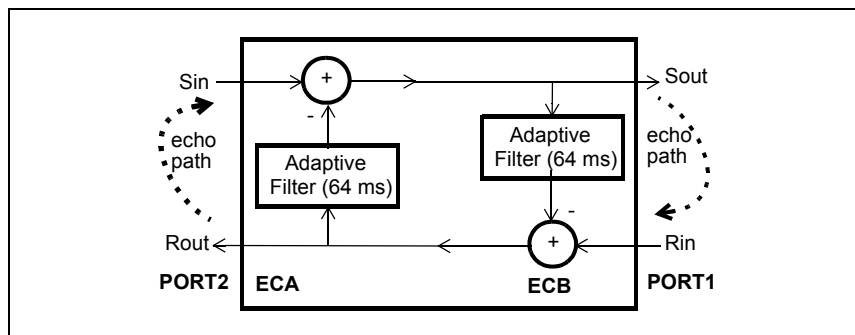 Sin
+
Sout
-
echo
path
Adaptive
Filter (64 ms)
Adaptive
Filter (64 ms)
echo
path
-
Rout
+
Rin
PORT2
ECA
ECB
PORT1